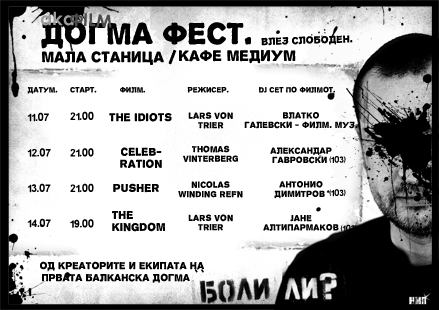 akaFILM
ДОГМА ФЕСТ.
ВЛЕЗ СЛОБОДЕН.
МАЛА СТАНИЦА / КАФЕ МЕДИУМ
ДАТУМ. СТАРТ. ФИЛМ. РЕЖИСЕР. DJ СЕТ ПО ФИЛМОТ.
11.07 21.00 THE IDIOTS LARS VON TRIER ВЛАТКО
ГАЛЕВСКИ - ФИЛМ. МУЗ.
12.07 21.00 CELEB-
RATION THOMAS
VINTERBERG АЛЕКСАНДАР
ГАВРОВСКИ (103)
13.07 21.00 PUSHER NICOLAS
WINDING REFN АНТОНИО
ДИМИТРОВ (103)
14.07 19.00 THE
KINGDOM LARS VON
TRIER ЈАНЕ
АЛТИПАРМАКОВ (103)
ОД КРЕАТОРИТЕ И ЕКИПАТА НА
ПРВАТА БАЛКАНСКА ДОГМА
БОЛИ ЛИ?